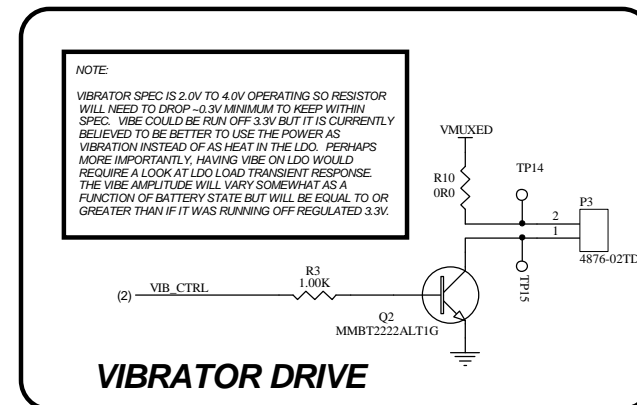 NOTE:
VIBRATOR SPEC IS 2.0V TO 4.0V OPERATING SO RESISTOR
WILL NEED TO DROP ~0.3V MINIMUM TO KEEP WITHIN
SPEC. VIBE COULD BE RUN OFF 3.3V BUT IT IS CURRENTLY
BELIEVED TO BE BETTER TO USE THE POWER AS
VIBRATION INSTEAD OF AS HEAT IN THE LDO. PERHAPS
MORE IMPORTANTLY, HAVING VIBE ON LDO WOULD
REQUIRE A LOOK AT LDO LOAD TRANSIENT RESPONSE.
THE VIBE AMPLITUDE WILL VARY SOMEWHAT AS A
FUNCTION OF BATTERY STATE BUT WILL BE EQUAL TO OR
GREATER THAN IF IT WAS RUNNING OFF REGULATED 3.3V.
VMUXED
R10
0R0
TP14
P3
2
1
4876-02TD
TP15
R3
1.00K
(2) VIB_CTRL
Q2
MMBT2222ALT1G
VIBRATOR DRIVE